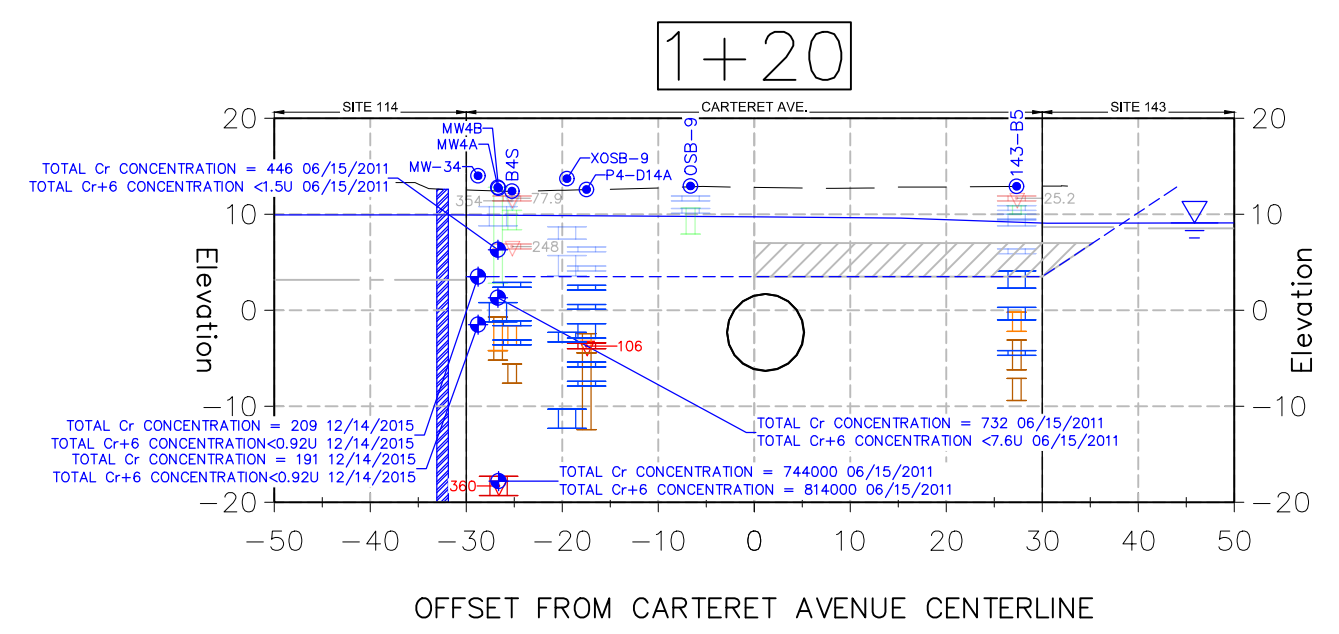 1+20
SITE 114
CARTERET AVE.
SITE 143
20
20
MW4B
MW4A
B4S
MW-34
XOSB-9
P4-D14A
OSB-9
143-B5
TOTAL Cr CONCENTRATION = 446 06/15/2011
TOTAL Cr+6 CONCENTRATION <1.5U 06/15/2011
354
77.9
25.2
10
10
248
Elevation
Elevation
0
0
106
-10
-10
TOTAL Cr CONCENTRATION = 209 12/14/2015
TOTAL Cr+6 CONCENTRATION<0.92U 12/14/2015
TOTAL Cr CONCENTRATION = 191 12/14/2015
TOTAL Cr+6 CONCENTRATION<0.92U 12/14/2015
TOTAL Cr CONCENTRATION = 732 06/15/2011
TOTAL Cr+6 CONCENTRATION <7.6U 06/15/2011
360
TOTAL Cr CONCENTRATION = 744000 06/15/2011
TOTAL Cr+6 CONCENTRATION = 814000 06/15/2011
-20
-20
-50 -40 -30 -20 -10 0 10 20 30 40 50
OFFSET FROM CARTERET AVENUE CENTERLINE